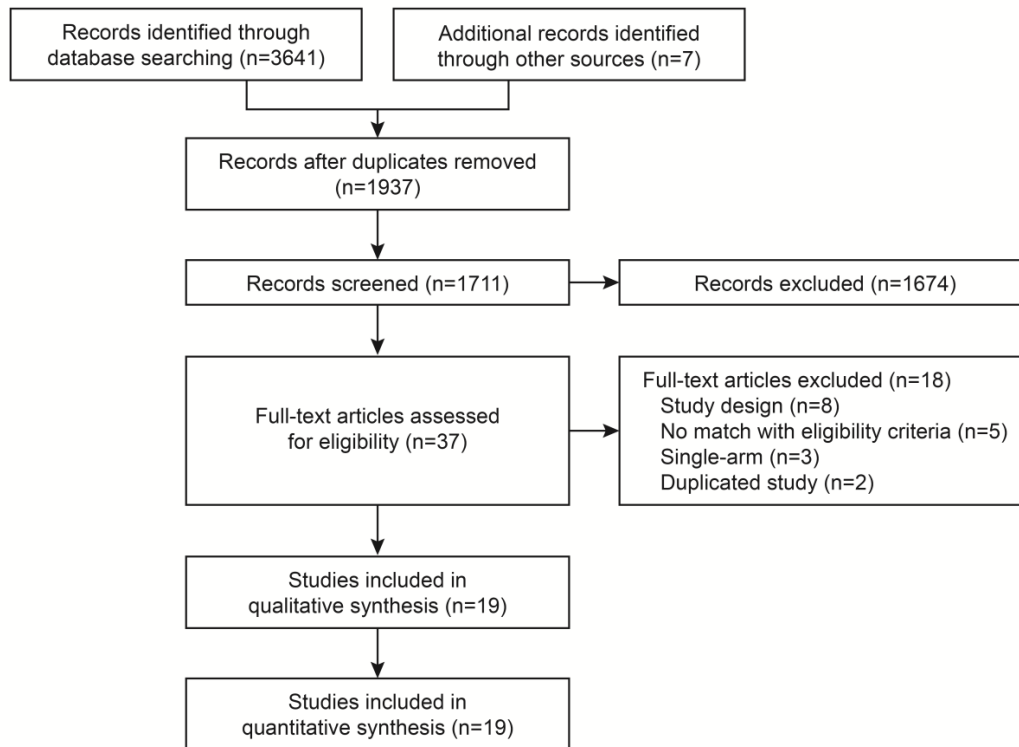 Records identified through
database searching (n=3641)
Additional records identified
through other sources (n=7)
Records after duplicates removed
(n=1937)
Records screened (n=1711)
Records excluded (n=1674)
Full-text articles assessed
for eligibility (n=37)
Full-text articles excluded (n=18)
Study design (n=8)
No match with eligibility criteria (n=5)
Single-arm (n=3)
Duplicated study (n=2)
Studies included in
qualitative synthesis (n=19)
Studies included in
quantitative synthesis (n=19)